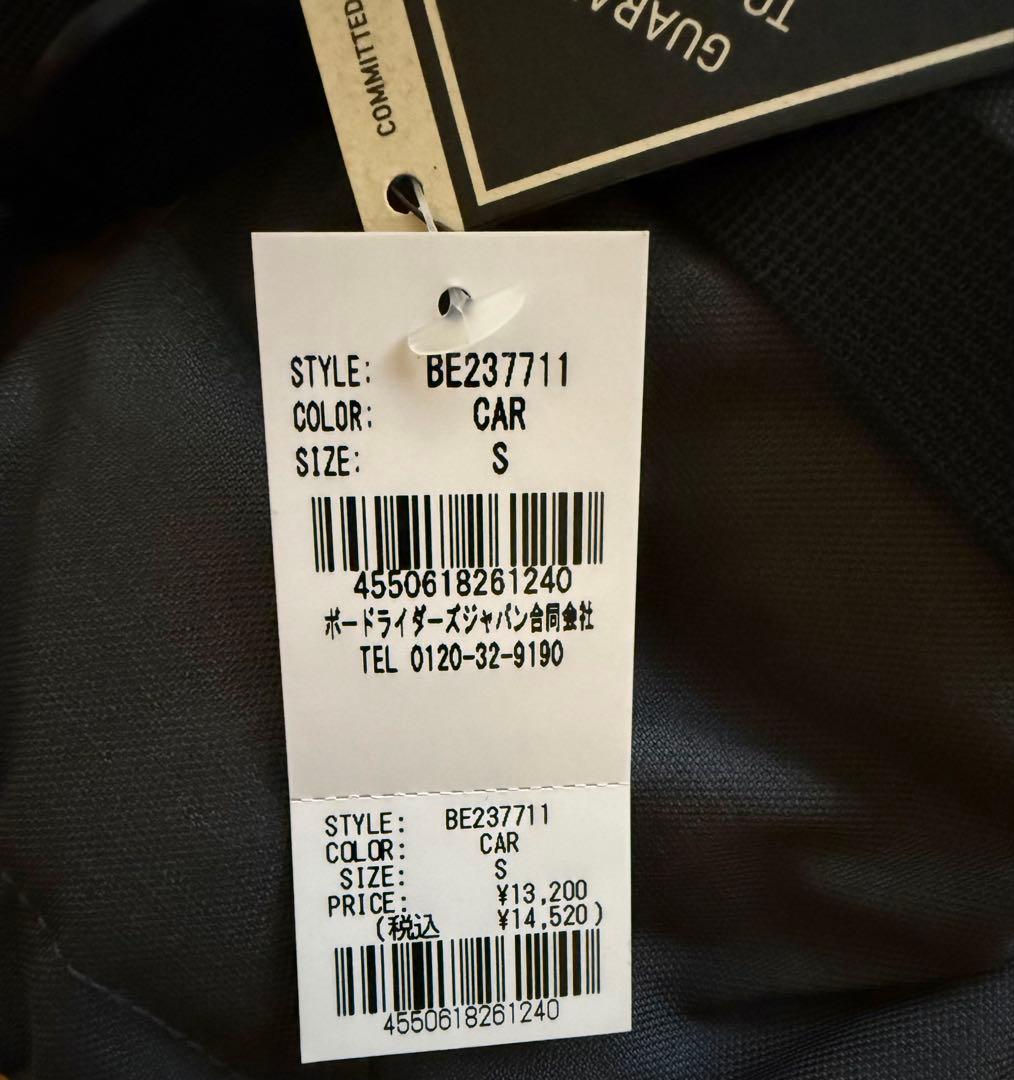 COMMITTED
TO
STYLE: BE237711
COLOR: CAR
SIZE: S
4550618261240
ボードライダーズジャパン合同会社
TEL 0120-32-9190
STYLE: BE237711
COLOR: CAR
SIZE: S
PRICE: ¥13,200
(税込 ¥14,520)
4550618261240